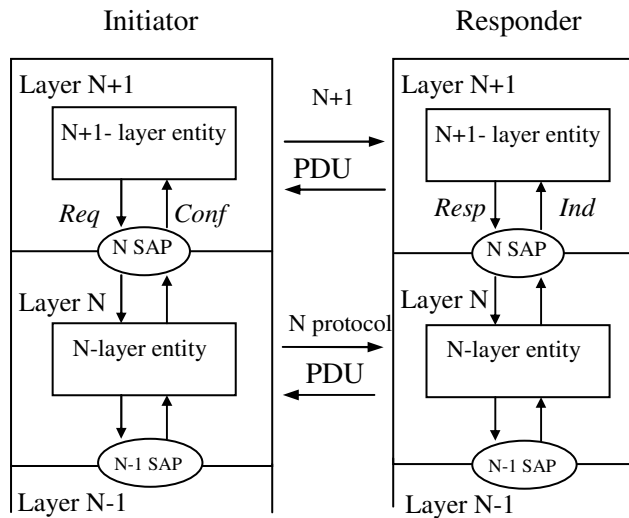 Initiator
Responder
Layer N+1
N+1- layer entity
Req
Conf
N SAP
Layer N
N-layer entity
N-1 SAP
Layer N-1
N+1
PDU
N protocol
PDU
Layer N+1
N+1- layer entity
Resp
Ind
N SAP
Layer N
N-layer entity
N-1 SAP
Layer N-1